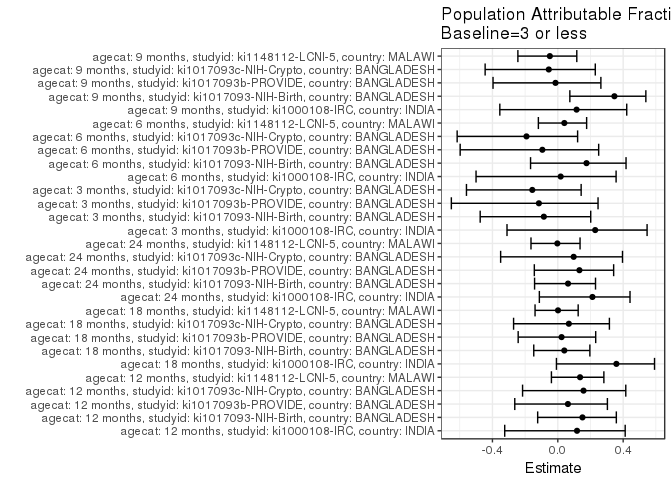 Population Attributable Fracti
Baseline=3 or less
agecat: 9 months, studyid: ki1148112-LCNI-5, country: MALAWI
agecat: 9 months, studyid: ki1017093c-NIH-Crypto, country: BANGLADESH
agecat: 9 months, studyid: ki1017093b-PROVIDE, country: BANGLADESH
agecat: 9 months, studyid: ki1017093-NIH-Birth, country: BANGLADESH
agecat: 9 months, studyid: ki1000108-IRC, country: INDIA
agecat: 6 months, studyid: ki1148112-LCNI-5, country: MALAWI
agecat: 6 months, studyid: ki1017093c-NIH-Crypto, country: BANGLADESH
agecat: 6 months, studyid: ki1017093b-PROVIDE, country: BANGLADESH
agecat: 6 months, studyid: ki1017093-NIH-Birth, country: BANGLADESH
agecat: 6 months, studyid: ki1000108-IRC, country: INDIA
agecat: 3 months, studyid: ki1017093c-NIH-Crypto, country: BANGLADESH
agecat: 3 months, studyid: ki1017093b-PROVIDE, country: BANGLADESH
agecat: 3 months, studyid: ki1017093-NIH-Birth, country: BANGLADESH
agecat: 3 months, studyid: ki1000108-IRC, country: INDIA
agecat: 24 months, studyid: ki1148112-LCNI-5, country: MALAWI
agecat: 24 months, studyid: ki1017093c-NIH-Crypto, country: BANGLADESH
agecat: 24 months, studyid: ki1017093b-PROVIDE, country: BANGLADESH
agecat: 24 months, studyid: ki1017093-NIH-Birth, country: BANGLADESH
agecat: 24 months, studyid: ki1000108-IRC, country: INDIA
agecat: 18 months, studyid: ki1148112-LCNI-5, country: MALAWI
agecat: 18 months, studyid: ki1017093c-NIH-Crypto, country: BANGLADESH
agecat: 18 months, studyid: ki1017093b-PROVIDE, country: BANGLADESH
agecat: 18 months, studyid: ki1017093-NIH-Birth, country: BANGLADESH
agecat: 18 months, studyid: ki1000108-IRC, country: INDIA
agecat: 12 months, studyid: ki1148112-LCNI-5, country: MALAWI
agecat: 12 months, studyid: ki1017093c-NIH-Crypto, country: BANGLADESH
agecat: 12 months, studyid: ki1017093b-PROVIDE, country: BANGLADESH
agecat: 12 months, studyid: ki1017093-NIH-Birth, country: BANGLADESH
agecat: 12 months, studyid: ki1000108-IRC, country: INDIA
-0.4 0.0 0.4
Estimate